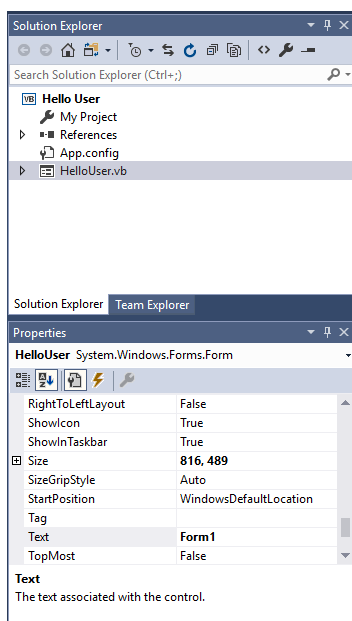 Solution Explorer
Search Solution Explorer (Ctrl+;)
VB Hello User
My Project
References
App.config
HelloUser.vb
Solution Explorer Team Explorer
Properties
HelloUser System.Windows.Forms.Form
RightToLeftLayout False
ShowIcon True
ShowInTaskbar True
Size 816, 489
SizeGripStyle Auto
StartPosition WindowsDefaultLocation
Tag
Text Form1
TopMost False
Text
The text associated with the control.